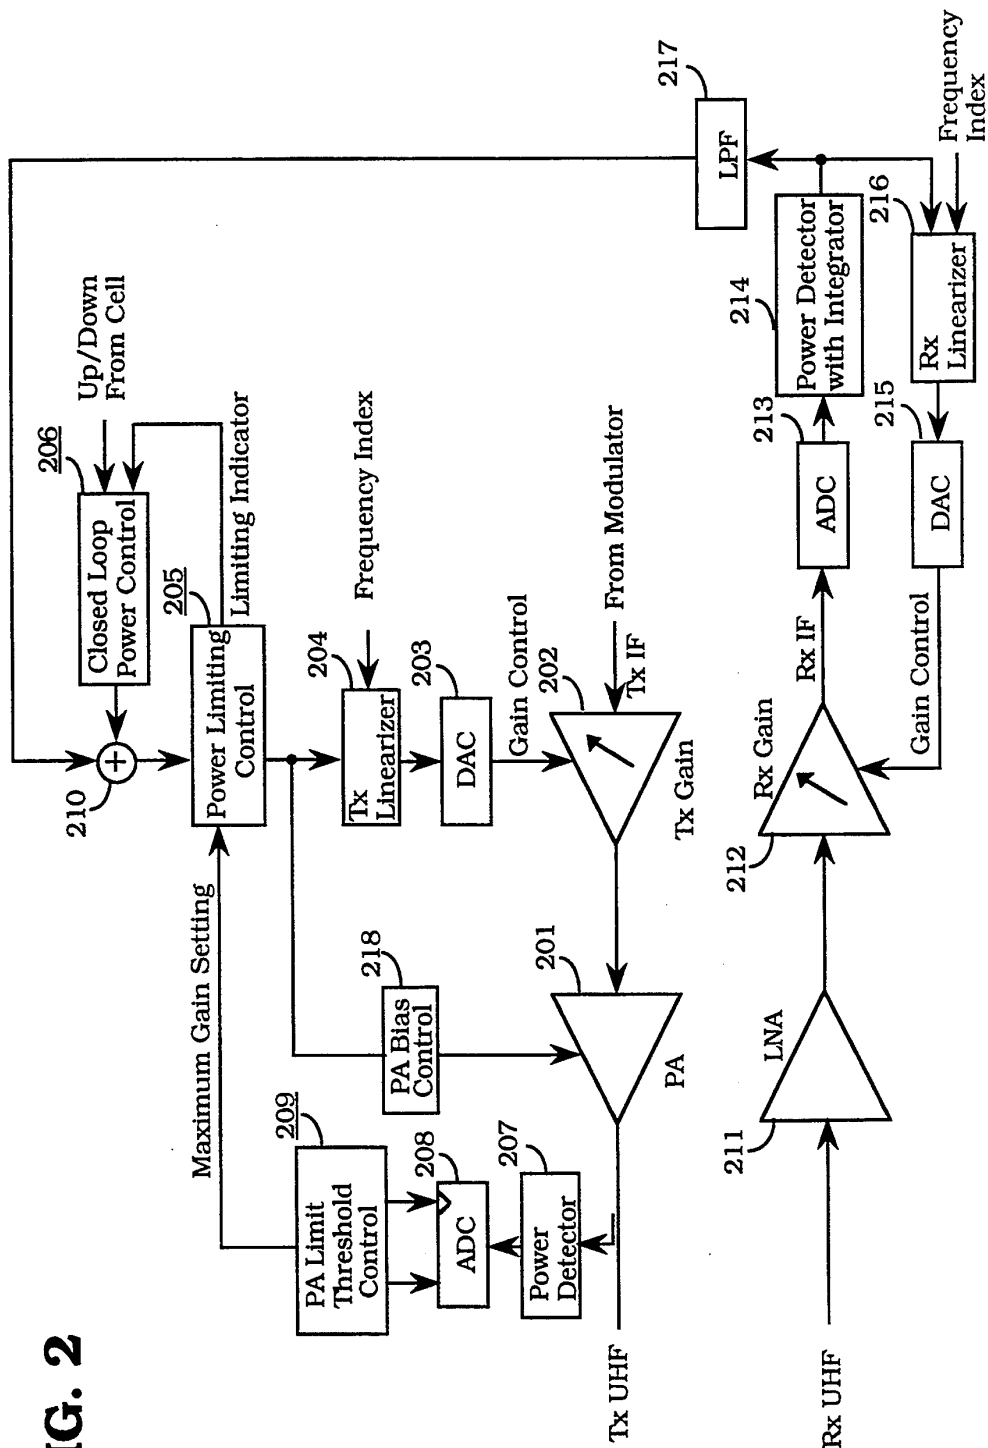 IG. 2
217
LPF
Frequency
Index
Up/Down
From Cell
206
Closed Loop
Power Control
210
+
205
Power Limiting
Control
Limiting Indicator
Maximum Gain Setting
Frequency Index
204
Tx
Linearizer
203
DAC
Gain Control
From Modulator
202
Tx IF
Tx Gain
218
PA Bias
Control
201
PA
209
PA Limit
Threshold
Control
208
ADC
207
Power
Detector
Tx UHF
214
Power Detector
with Integrator
216
Rx
Linearizer
213
ADC
215
DAC
Rx IF
Gain Control
Rx Gain
212
LNA
211
Rx UHF